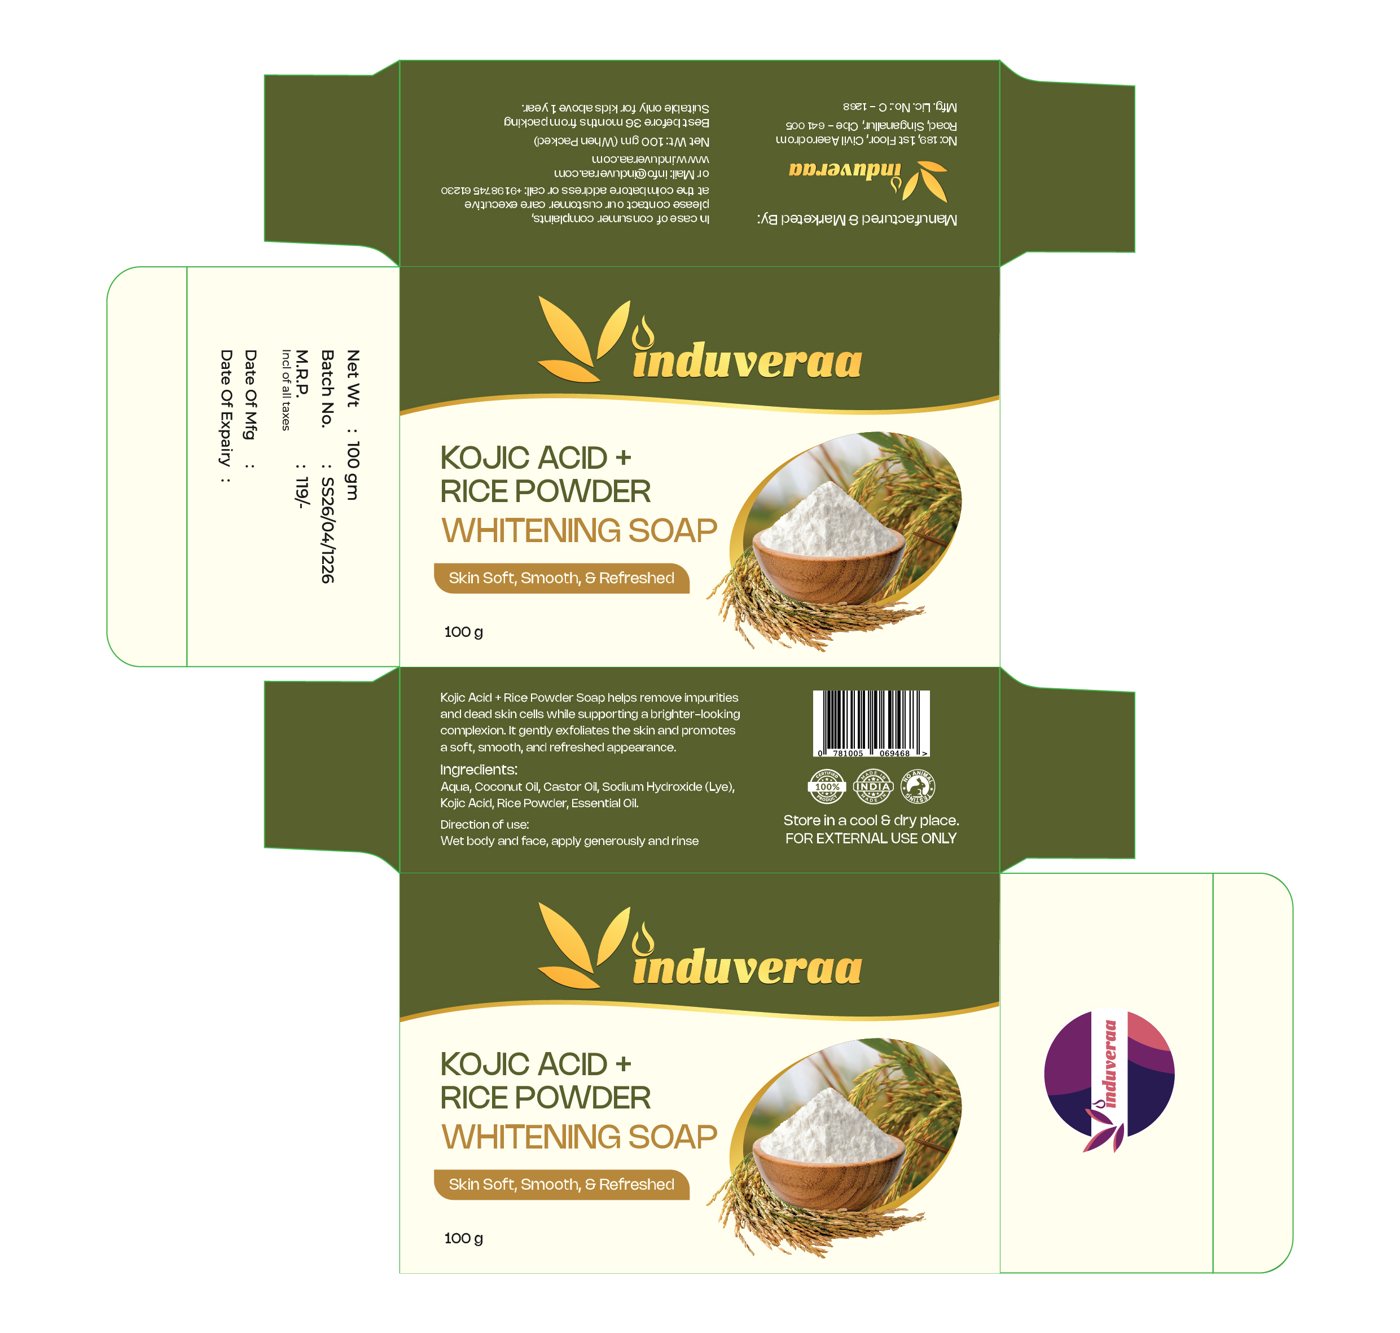 Manufactured & Marketed By:
induveraa
No: 189, 1st Floor, Civil Aaerodrom
Road, Singanallur, Cbe - 641 005
Mfg. Lic. No.: C - 1268
In case of consumer complaints,
please contact our customer care executive
at the coimbatore address or call: +91 98745 61230
or Mail: info@induveraa.com
www.induveraa.com
Net Wt: 100 gm (When Packed)
Best before 36 months from packing
Suitable only for kids above 1 year.
Net Wt : 100 gm
Batch No. : SS26/04/1226
M.R.P. : 119/-
Incl of all taxes
Date Of Mfg :
Date Of Expairy :
induveraa
KOJIC ACID +
RICE POWDER
WHITENING SOAP
Skin Soft, Smooth, & Refreshed
100 g
Kojic Acid + Rice Powder Soap helps remove impurities
and dead skin cells while supporting a brighter-looking
complexion. It gently exfoliates the skin and promotes
a soft, smooth, and refreshed appearance.
Ingredients:
Aqua, Coconut Oil, Castor Oil, Sodium Hydroxide (Lye),
Kojic Acid, Rice Powder, Essential Oil.
Direction of use:
Wet body and face, apply generously and rinse
0 781005 069468 >
CERTIFIED
100%
MADE IN
INDIA
MADE
NO ANIMAL
TESTING
Store in a cool & dry place.
FOR EXTERNAL USE ONLY
induveraa
KOJIC ACID +
RICE POWDER
WHITENING SOAP
Skin Soft, Smooth, & Refreshed
100 g
induveraa